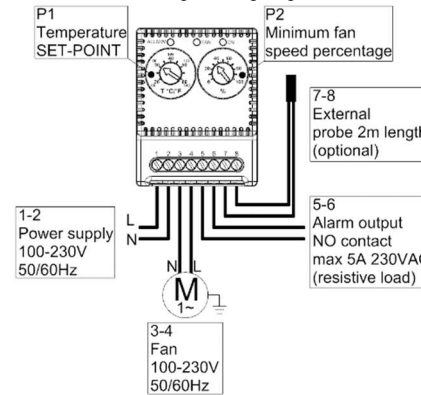 P1
Temperature
SET-POINT
P2
Minimum fan
speed percentage
T °C/°F
%
1 2 3 4 5 6 7 8
7-8
External
probe 2m length
(optional)
1-2
Power supply
100-230V
50/60Hz
L
N
5-6
Alarm output
NO contact
max 5A 230VAC
(resistive load)
N L
M
1~
3-4
Fan
100-230V
50/60Hz